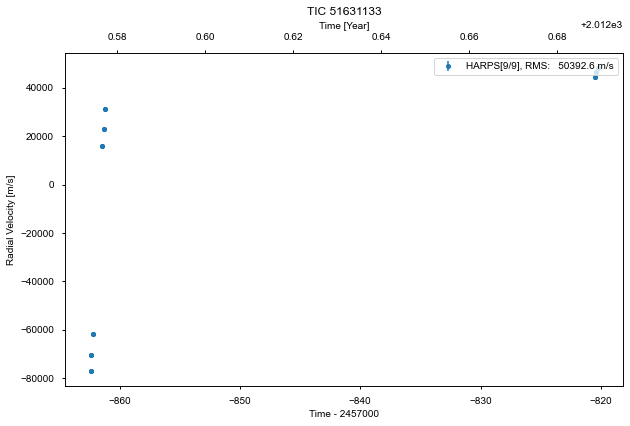 TIC 51631133
Time [Year]
+2.012e3
0.58 0.60 0.62 0.64 0.66 0.68
HARPS[9/9], RMS: 50392.6 m/s
40000
20000
0
−20000
−40000
−60000
−80000
Radial Velocity [m/s]
−860 −850 −840 −830 −820
Time - 2457000